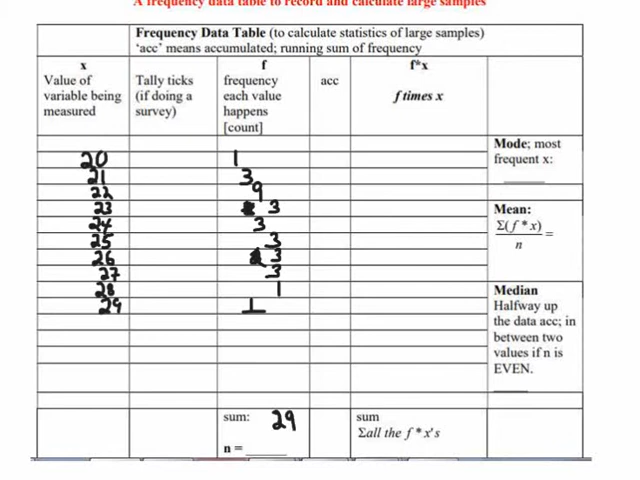 A frequency data table to record and calculate large samples
Frequency Data Table (to calculate statistics of large samples)
'acc' means accumulated; running sum of frequency
x
Value of
variable being
measured
Tally ticks
(if doing a
survey)
f
frequency
each value
happens
[count]
acc
f*x
f times x
Mode; most
frequent x:
20 1
21 3
22 9
23 3
24 3
25 3
26 3
27 3
28 1
29 1
Mean:
Σ(f * x) =
n
Median
Halfway up
the data acc; in
between two
values if n is
EVEN.
sum: 29
n =
sum
Σall the f * x's